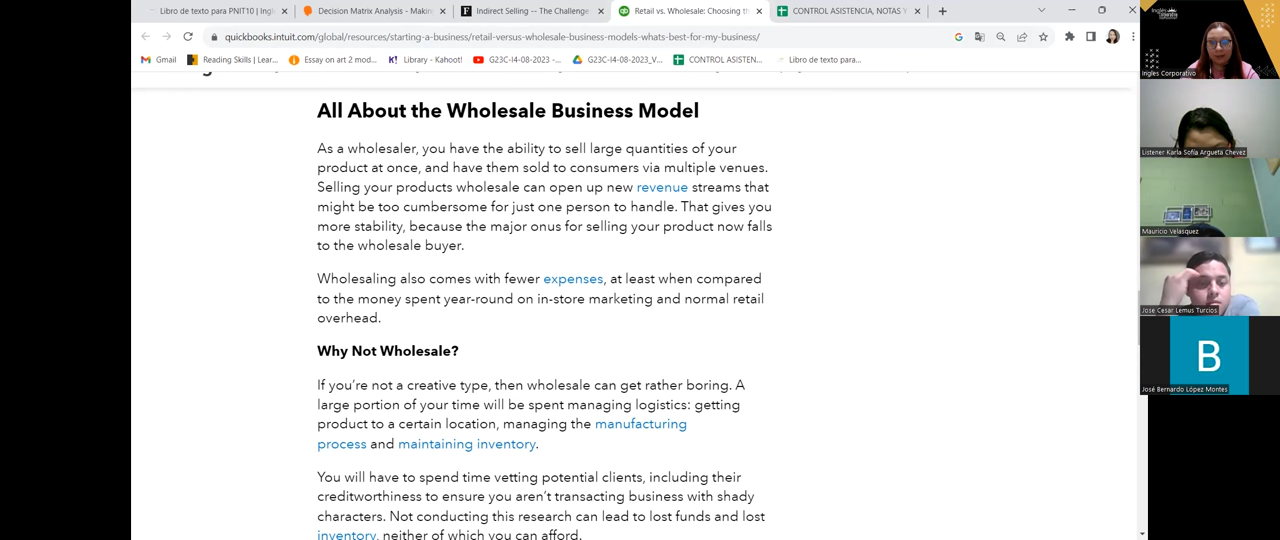 Libro de texto para PNIT10 | Ingl
Decision Matrix Analysis - Makin
Indirect Selling -- The Challenge
Retail vs. Wholesale: Choosing th
CONTROL ASISTENCIA, NOTAS Y
quickbooks.intuit.com/global/resources/starting-a-business/retail-versus-wholesale-business-models-whats-best-for-my-business/
Gmail
Reading Skills | Lear...
Essay on art 2 mod...
Library - Kahoot!
G23C-I4-08-2023 -...
G23C-I4-08-2023_V...
CONTROL ASISTEN...
Libro de texto para...
All About the Wholesale Business Model
As a wholesaler, you have the ability to sell large quantities of your
product at once, and have them sold to consumers via multiple venues.
Selling your products wholesale can open up new revenue streams that
might be too cumbersome for just one person to handle. That gives you
more stability, because the major onus for selling your product now falls
to the wholesale buyer.
Wholesaling also comes with fewer expenses, at least when compared
to the money spent year-round on in-store marketing and normal retail
overhead.
Why Not Wholesale?
If you're not a creative type, then wholesale can get rather boring. A
large portion of your time will be spent managing logistics: getting
product to a certain location, managing the manufacturing
process and maintaining inventory.
You will have to spend time vetting potential clients, including their
creditworthiness to ensure you aren't transacting business with shady
characters. Not conducting this research can lead to lost funds and lost
inventory, neither of which you can afford.
Inglés Corporativo
Listener Karla Sofía Argueta Chevez
Mauricio Velasquez
Jose Cesar Lemus Turcios
B
José Bernardo López Montes